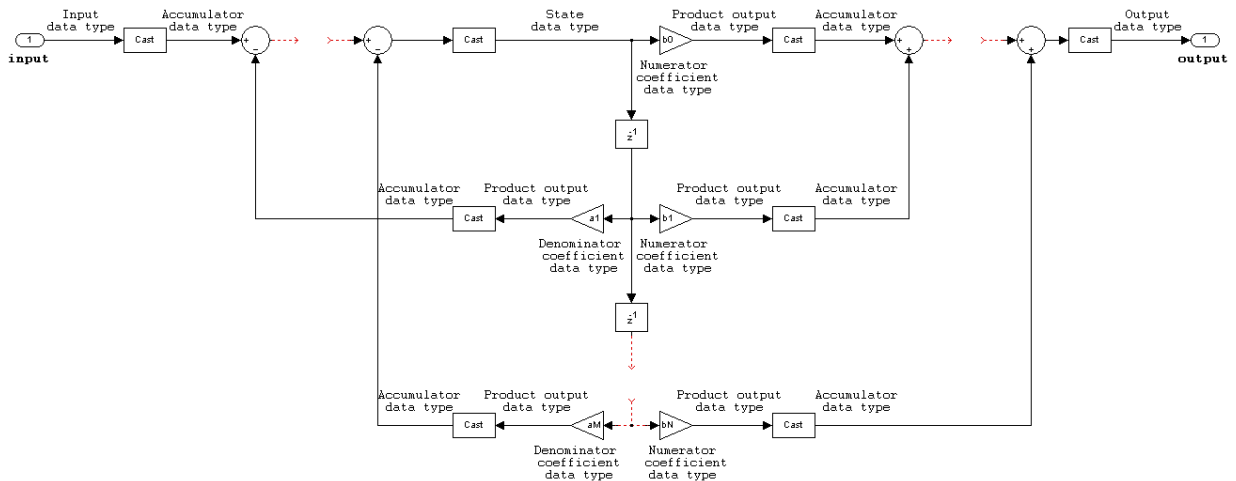 Input
data type
Accumulator
data type
State
data type
Product output
data type
Accumulator
data type
Output
data type
1
input
Cast
+
−
+
−
Cast
b0
Cast
+
+
+
+
Cast
1
output
Numerator
coefficient
data type
z-1
Accumulator
data type
Product output
data type
Product output
data type
Accumulator
data type
Cast
a1
b1
Cast
Denominator
coefficient
data type
Numerator
coefficient
data type
z-1
Accumulator
data type
Product output
data type
Product output
data type
Accumulator
data type
Cast
aM
bN
Cast
Denominator
coefficient
data type
Numerator
coefficient
data type